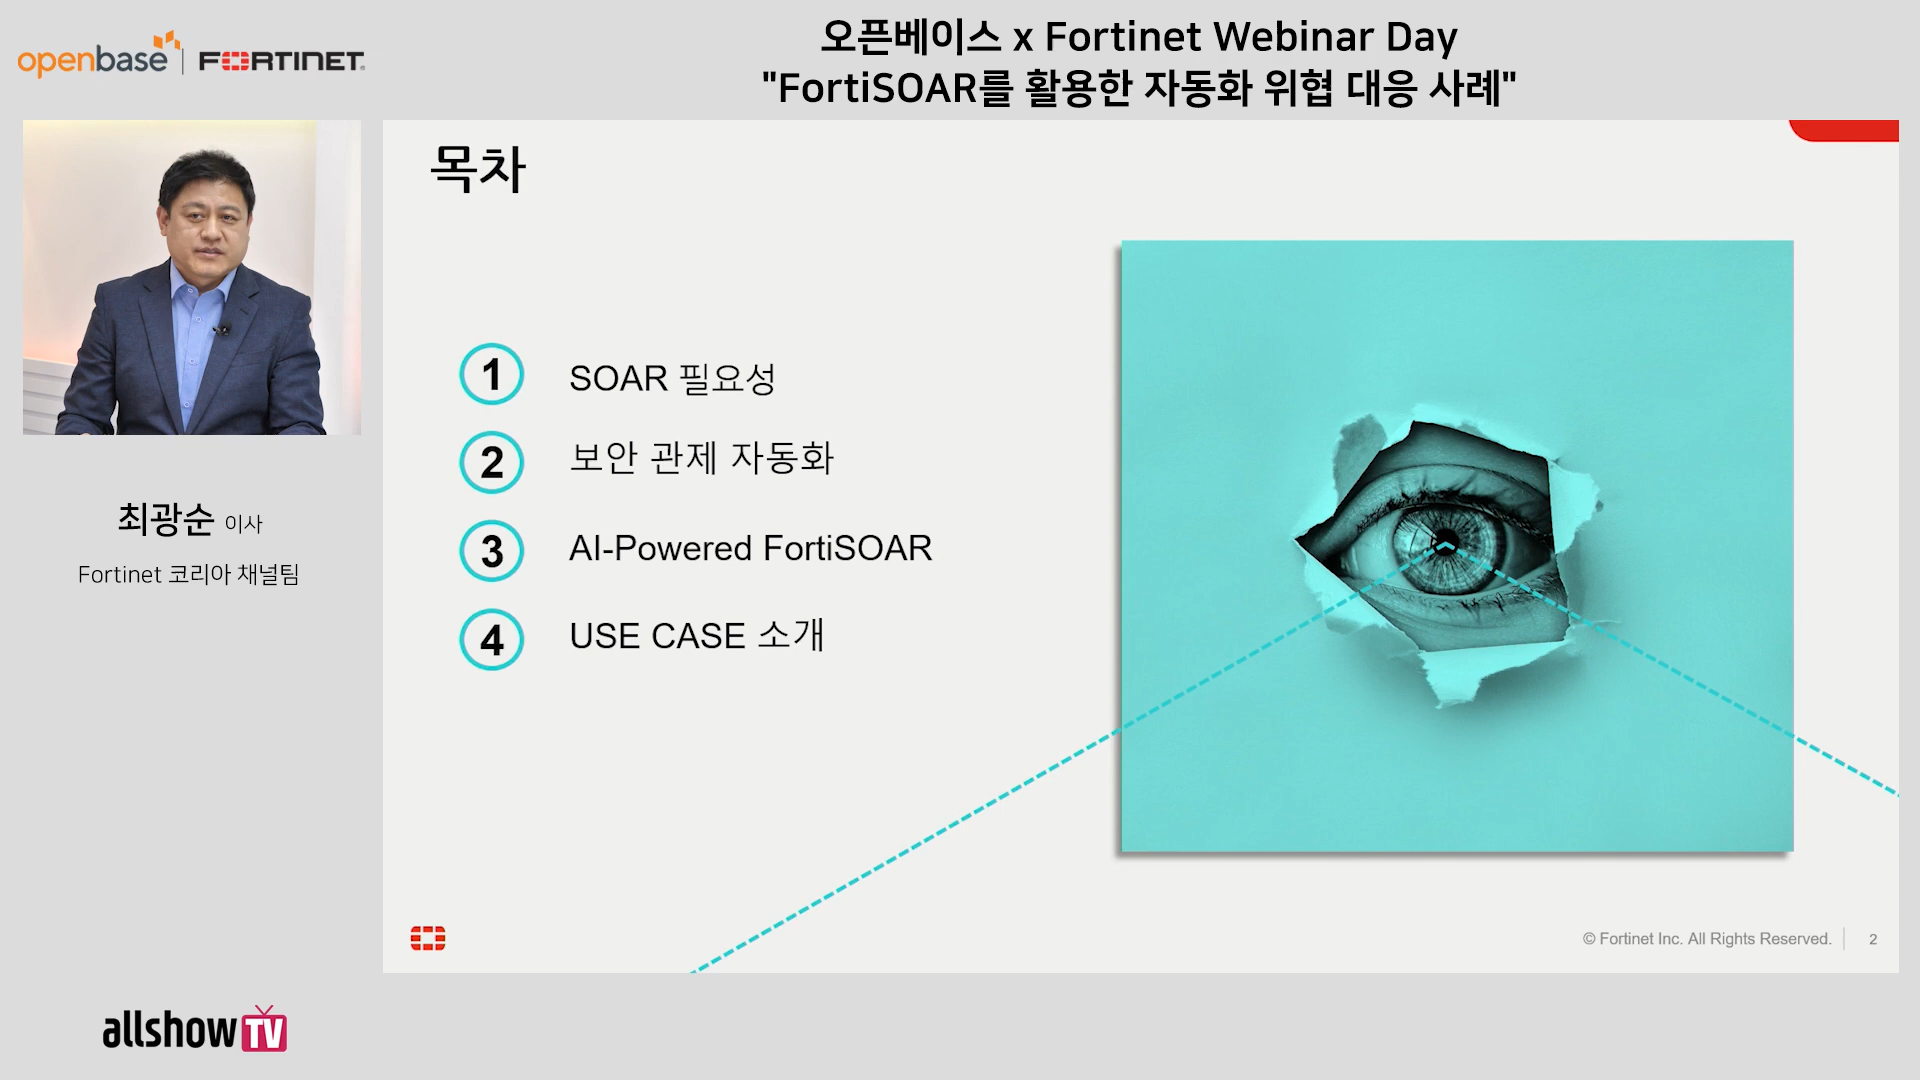 openbase | FORTINET
오픈베이스 x Fortinet Webinar Day
"FortiSOAR를 활용한 자동화 위협 대응 사례"
최광순 이사
Fortinet 코리아 채널팀
목차
1 SOAR 필요성
2 보안 관제 자동화
3 AI-Powered FortiSOAR
4 USE CASE 소개
© Fortinet Inc. All Rights Reserved. 2
allshowTV